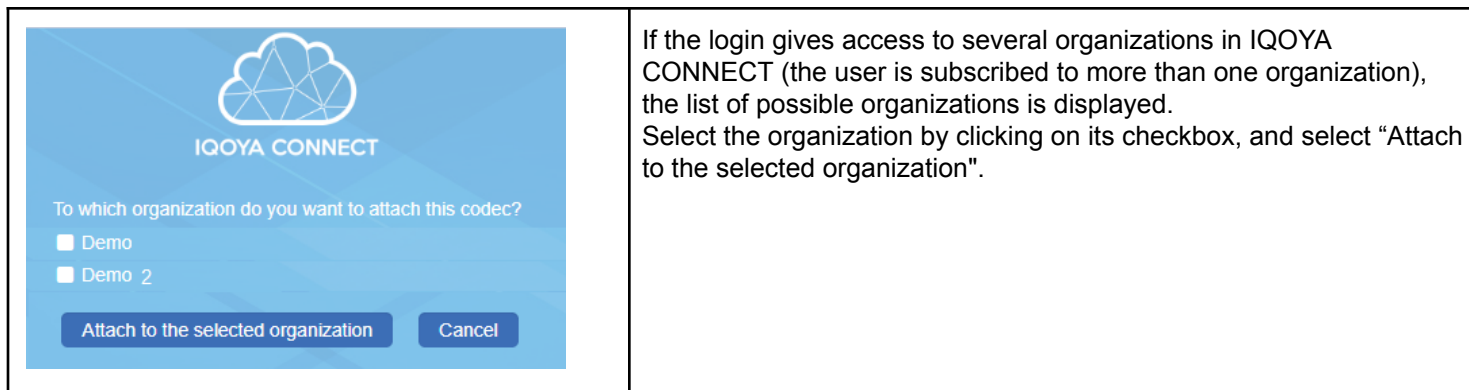 IQOYA CONNECT
To which organization do you want to attach this codec?
Demo
Demo 2
Attach to the selected organization
Cancel
If the login gives access to several organizations in IQOYA
CONNECT (the user is subscribed to more than one organization),
the list of possible organizations is displayed.
Select the organization by clicking on its checkbox, and select “Attach
to the selected organization".